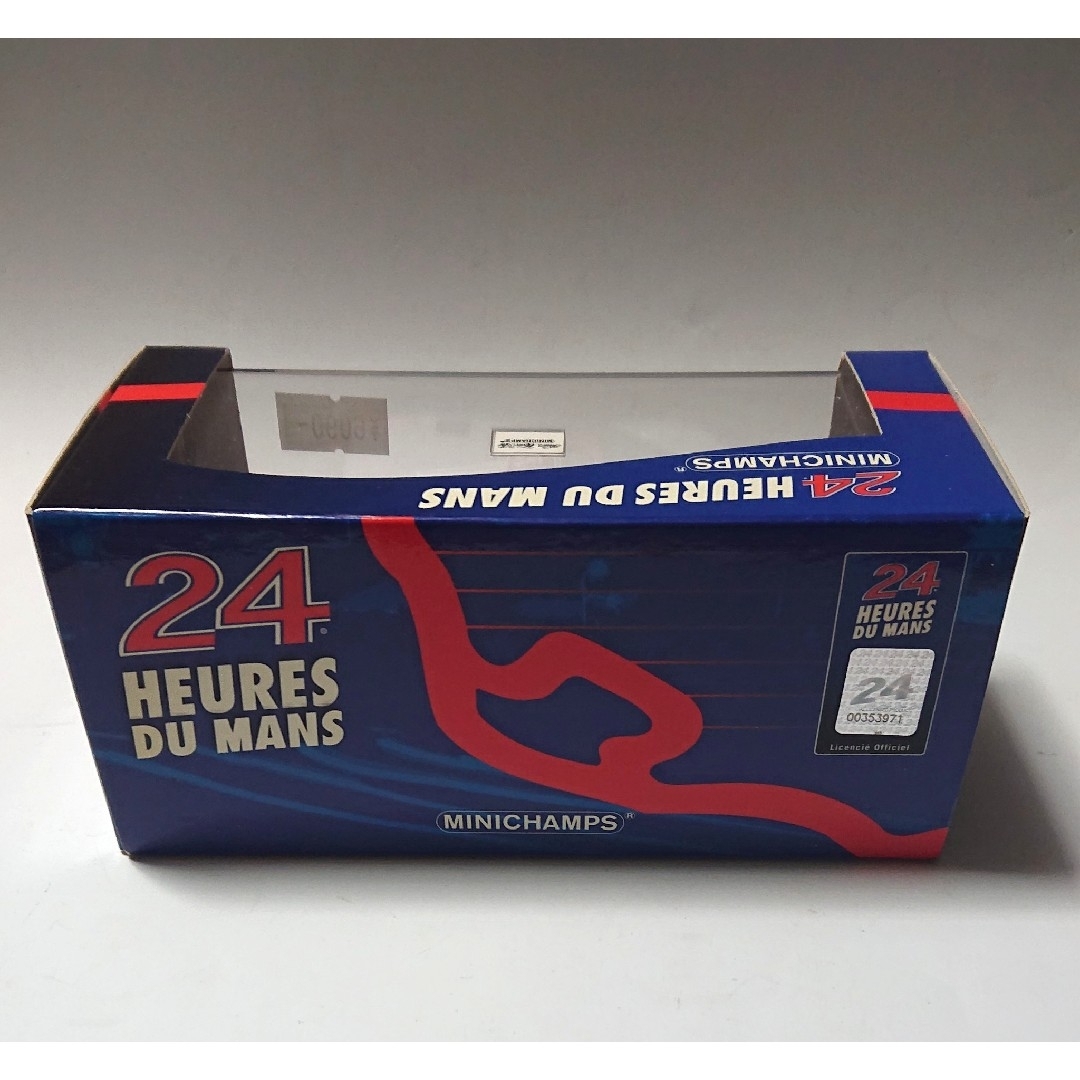 MINICHAMPS®
24 HEURES DU MANS
24
HEURES
DU MANS
MINICHAMPS®
24
HEURES
DU MANS
24
00353971
Licencié Officiel